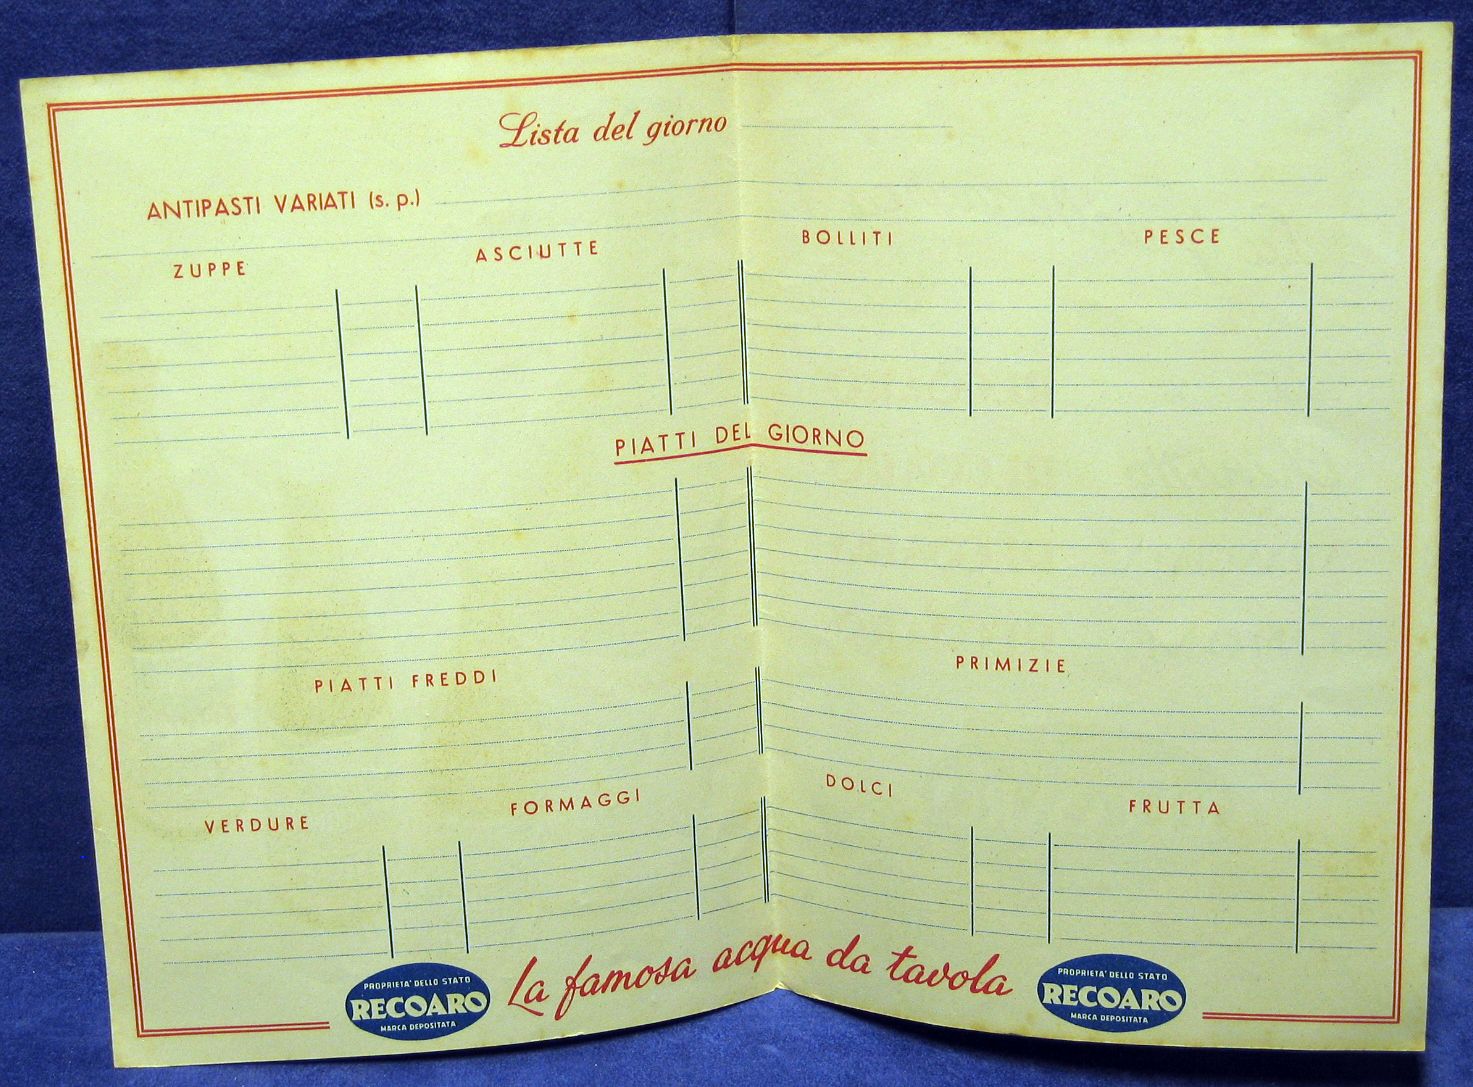 Lista del giorno
ANTIPASTI VARIATI (s. p.)
ZUPPE
ASCIUTTE
BOLLITI
PESCE
PIATTI DEL GIORNO
PIATTI FREDDI
PRIMIZIE
VERDURE
FORMAGGI
DOLCI
FRUTTA
PROPRIETA' DELLO STATO
RECOARO
MARCA DEPOSITATA
La famosa acqua da tavola
PROPRIETA' DELLO STATO
RECOARO
MARCA DEPOSITATA